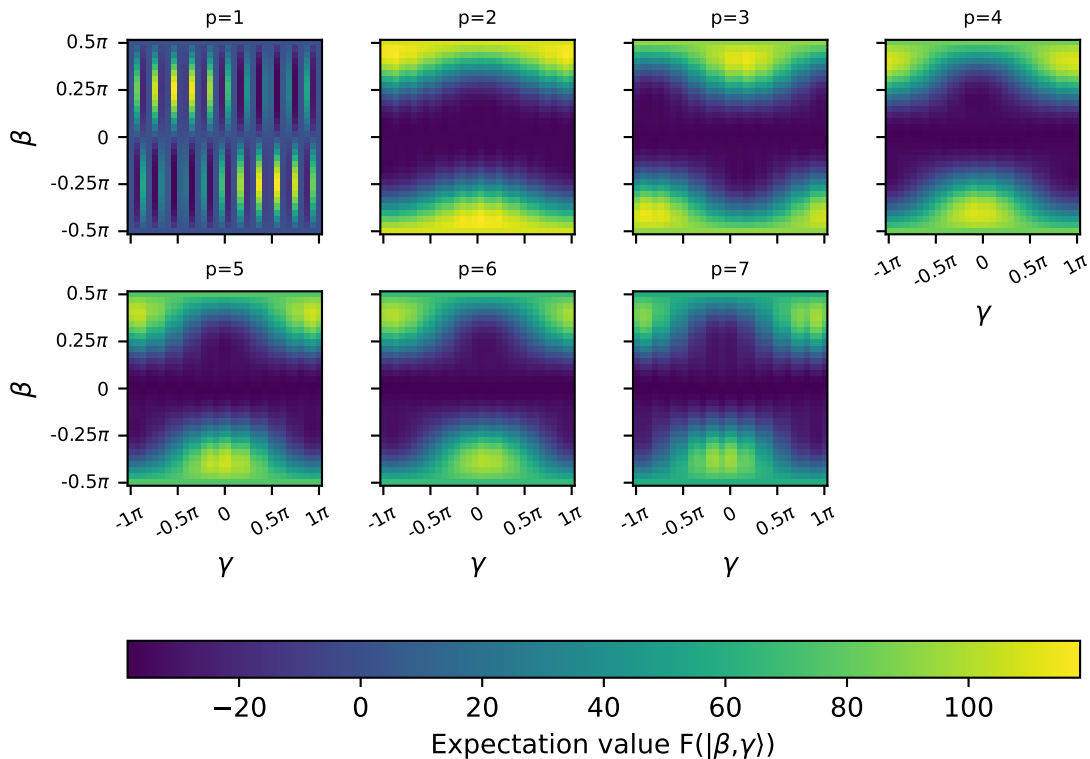 p=1 p=2 p=3 p=4
0.5π
0.25π
0
-0.25π
-0.5π
β
-1π -0.5π 0 0.5π 1π
γ
p=5 p=6 p=7
0.5π
0.25π
0
-0.25π
-0.5π
β
-1π -0.5π 0 0.5π 1π -1π -0.5π 0 0.5π 1π -1π -0.5π 0 0.5π 1π
γ γ γ
−20 0 20 40 60 80 100
Expectation value F(|β,γ⟩)